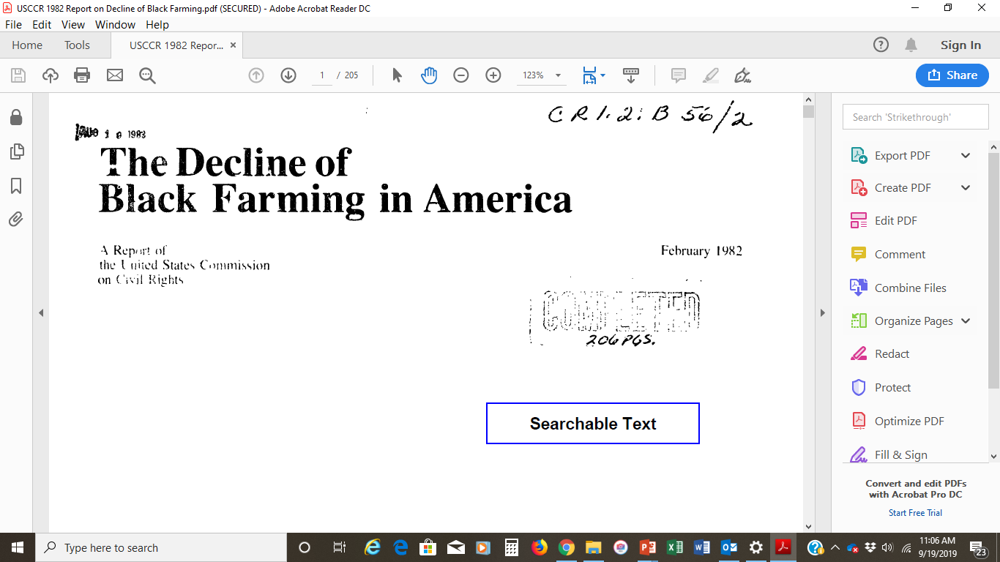 USCCR 1982 Report on Decline of Black Farming.pdf (SECURED) - Adobe Acrobat Reader DC
File Edit View Window Help
Home Tools USCCR 1982 Repor... × Sign In
1 / 205 123% Share
CR 1.2: B 56/2
AUG 10 1983
The Decline of
Black Farming in America
A Report of
the United States Commission
on Civil Rights
February 1982
COMPLETED
206 PGS.
Searchable Text
Search 'Strikethrough'
Export PDF
Create PDF
Edit PDF
Comment
Combine Files
Organize Pages
Redact
Protect
Optimize PDF
Fill & Sign
Convert and edit PDFs
with Acrobat Pro DC
Start Free Trial
Type here to search
11:06 AM
9/19/2019
23